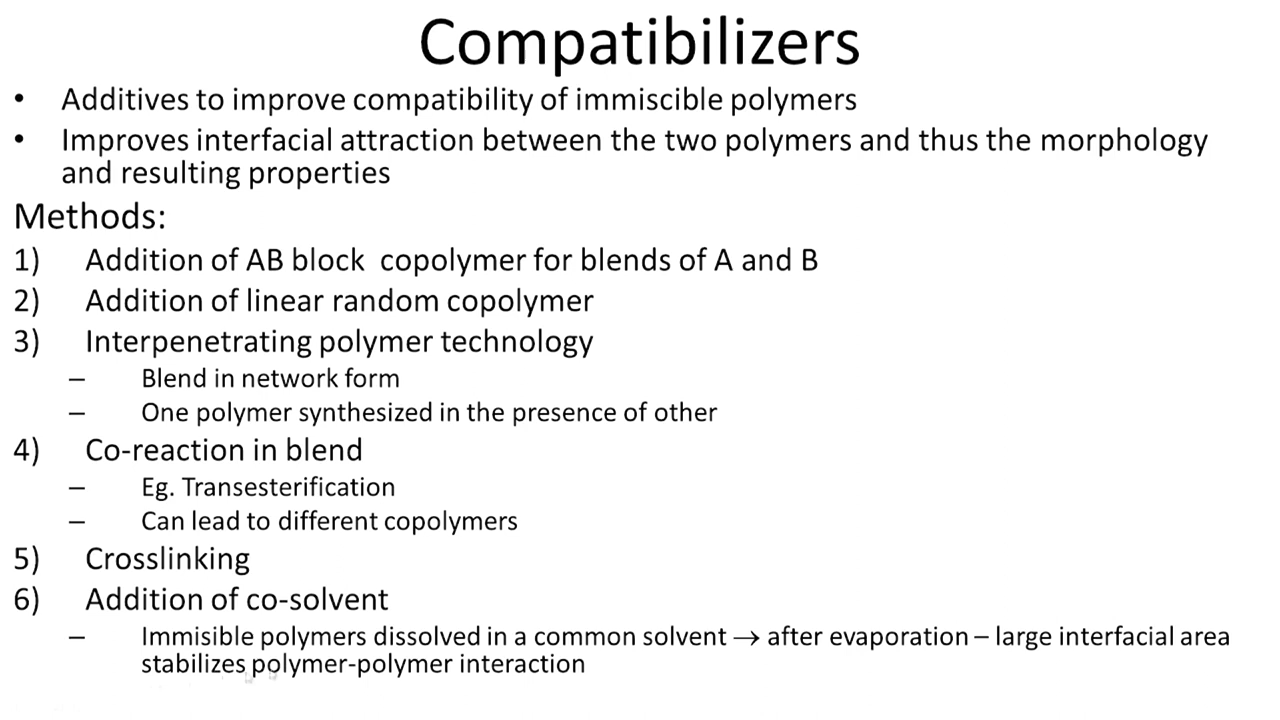 Compatibilizers
• Additives to improve compatibility of immiscible polymers
• Improves interfacial attraction between the two polymers and thus the morphology
and resulting properties
Methods:
1) Addition of AB block copolymer for blends of A and B
2) Addition of linear random copolymer
3) Interpenetrating polymer technology
– Blend in network form
– One polymer synthesized in the presence of other
4) Co-reaction in blend
– Eg. Transesterification
– Can lead to different copolymers
5) Crosslinking
6) Addition of co-solvent
– Immisible polymers dissolved in a common solvent → after evaporation – large interfacial area
stabilizes polymer-polymer interaction